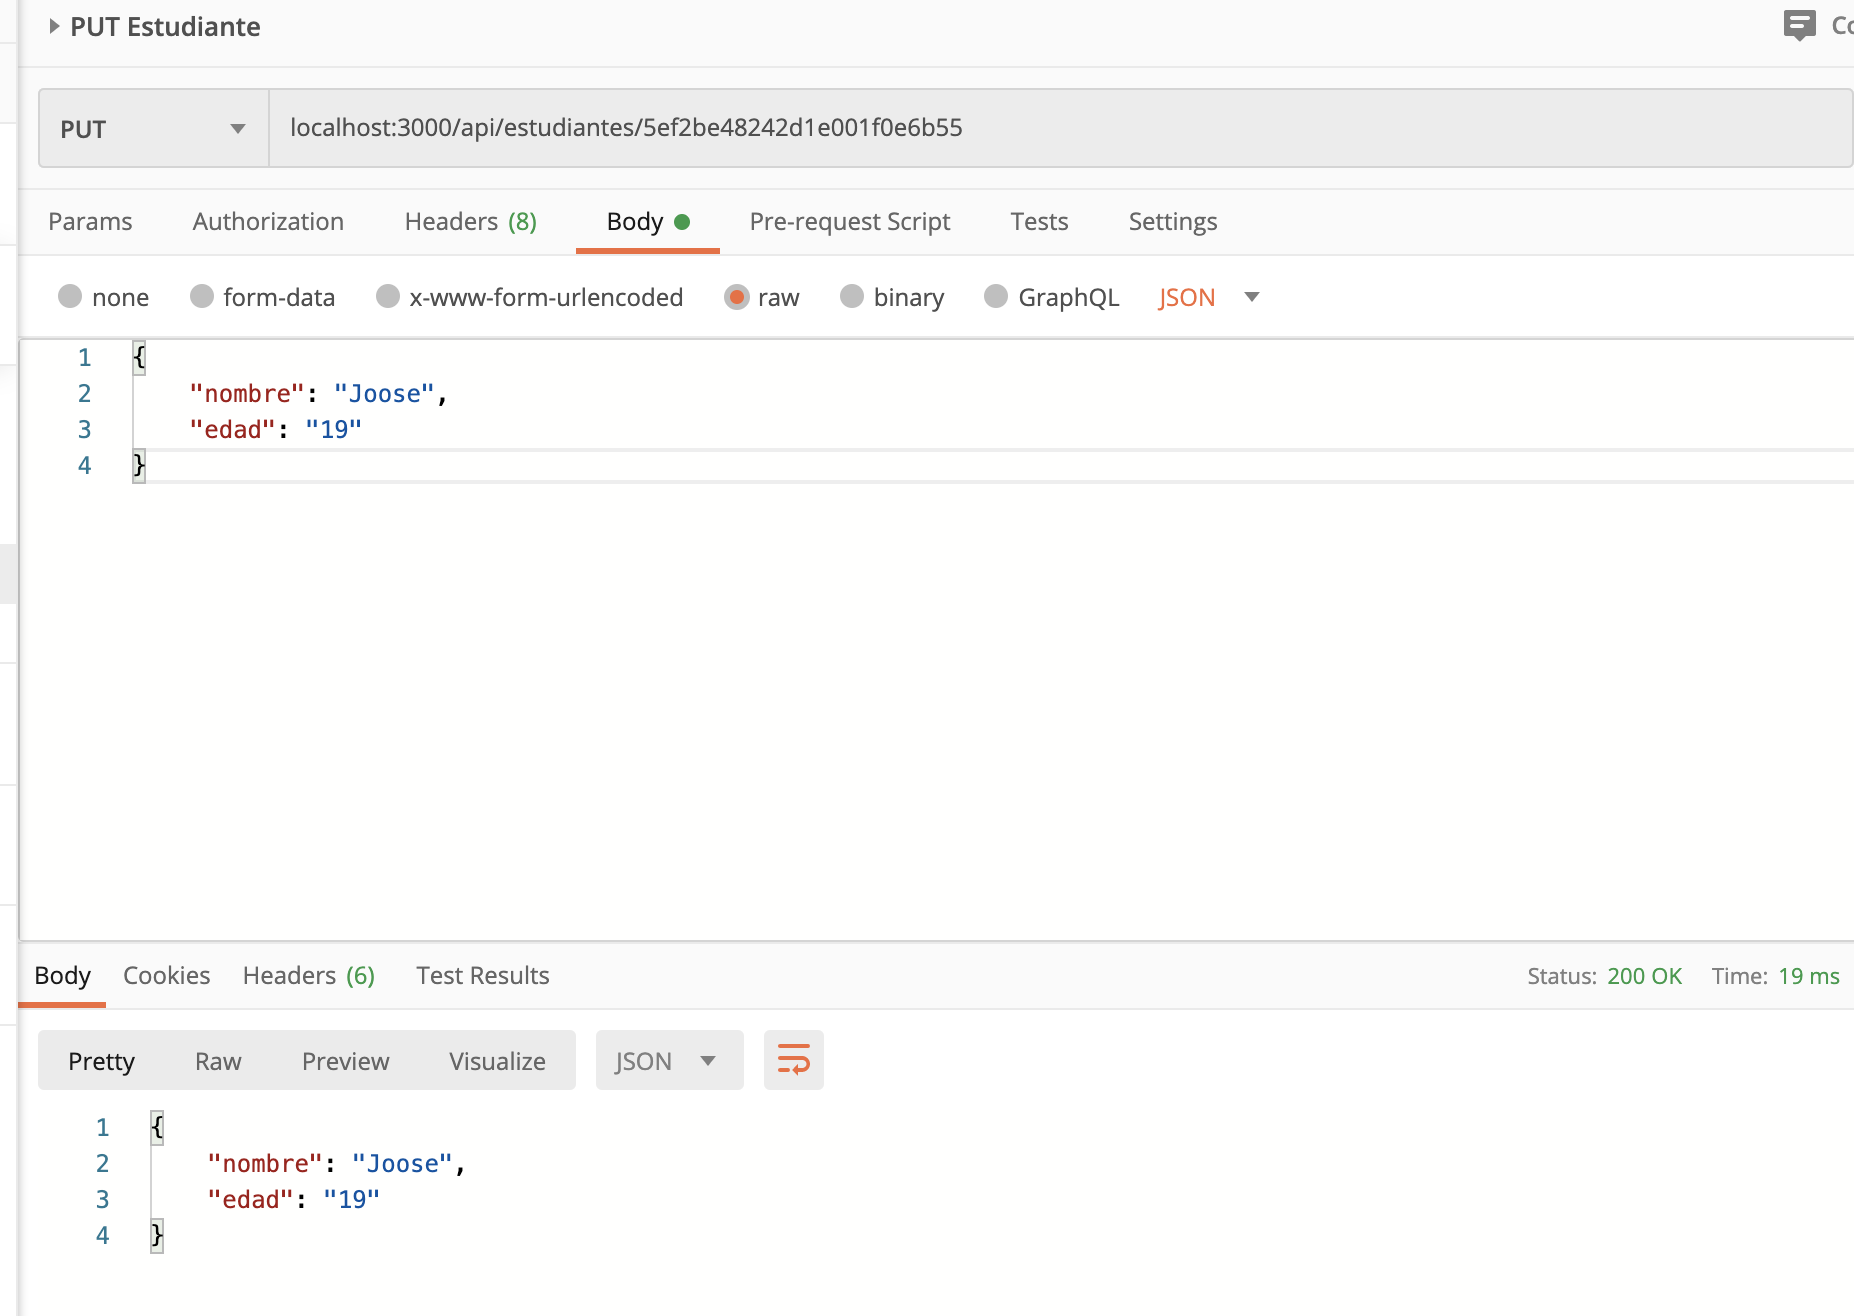 PUT Estudiante
PUT localhost:3000/api/estudiantes/5ef2be48242d1e001f0e6b55
Params Authorization Headers (8) Body Pre-request Script Tests Settings
none form-data x-www-form-urlencoded raw binary GraphQL JSON
1 {
2 "nombre": "Joose",
3 "edad": "19"
4 }
Body Cookies Headers (6) Test Results Status: 200 OK Time: 19 ms
Pretty Raw Preview Visualize JSON
1 {
2 "nombre": "Joose",
3 "edad": "19"
4 }